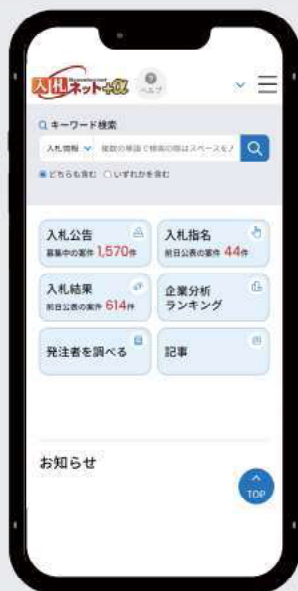 入札ネット+α
ヘルプ
キーワード検索
入札情報
複数の単語で検索の際はスペースを入
どちらも含む いずれかを含む
入札公告
募集中の案件 1,570件
入札指名
前日公表の案件 44件
入札結果
前日公表の案件 614件
企業分析
ランキング
発注者を調べる
記事
お知らせ
TOP